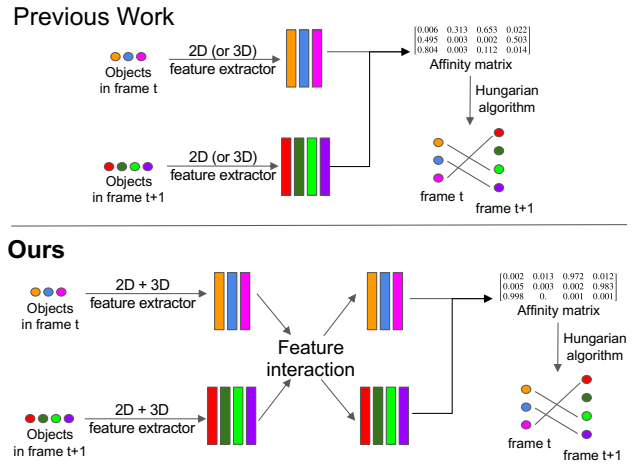 Previous Work
2D (or 3D)
feature extractor
Objects
in frame t
0.006 0.313 0.653 0.022
0.495 0.003 0.002 0.503
0.804 0.003 0.112 0.014
Affinity matrix
Hungarian
algorithm
2D (or 3D)
feature extractor
Objects
in frame t+1
frame t
frame t+1
Ours
2D + 3D
feature extractor
Objects
in frame t
Feature
interaction
0.002 0.013 0.972 0.012
0.005 0.003 0.002 0.983
0.998 0. 0.001 0.001
Affinity matrix
Hungarian
algorithm
2D + 3D
feature extractor
Objects
in frame t+1
frame t
frame t+1